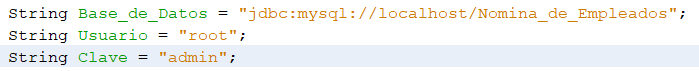 String Base_de_Datos = "jdbc:mysql://localhost/Nomina_de_Empleados";
String Usuario = "root";
String Clave = "admin";